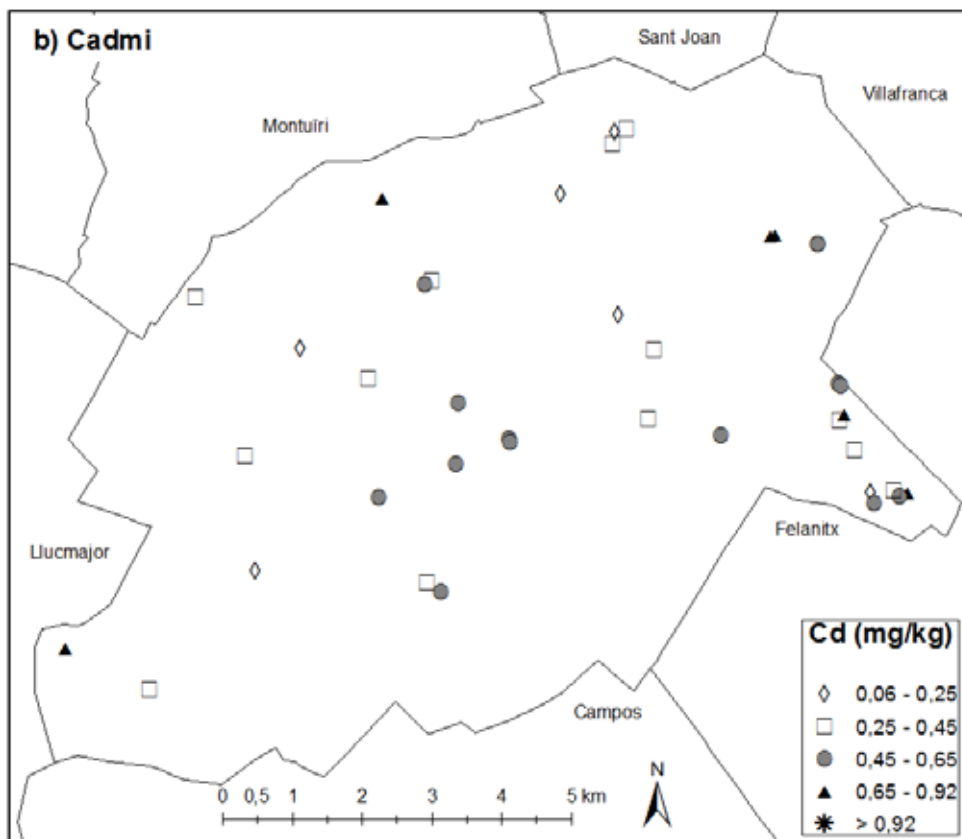 b) Cadmi
Sant Joan
Villafranca
Montuïri
Llucmajor
Felanitx
Campos
N
0 0,5 1 2 3 4 5 km
Cd (mg/kg)
0,06 - 0,25
0,25 - 0,45
0,45 - 0,65
0,65 - 0,92
> 0,92